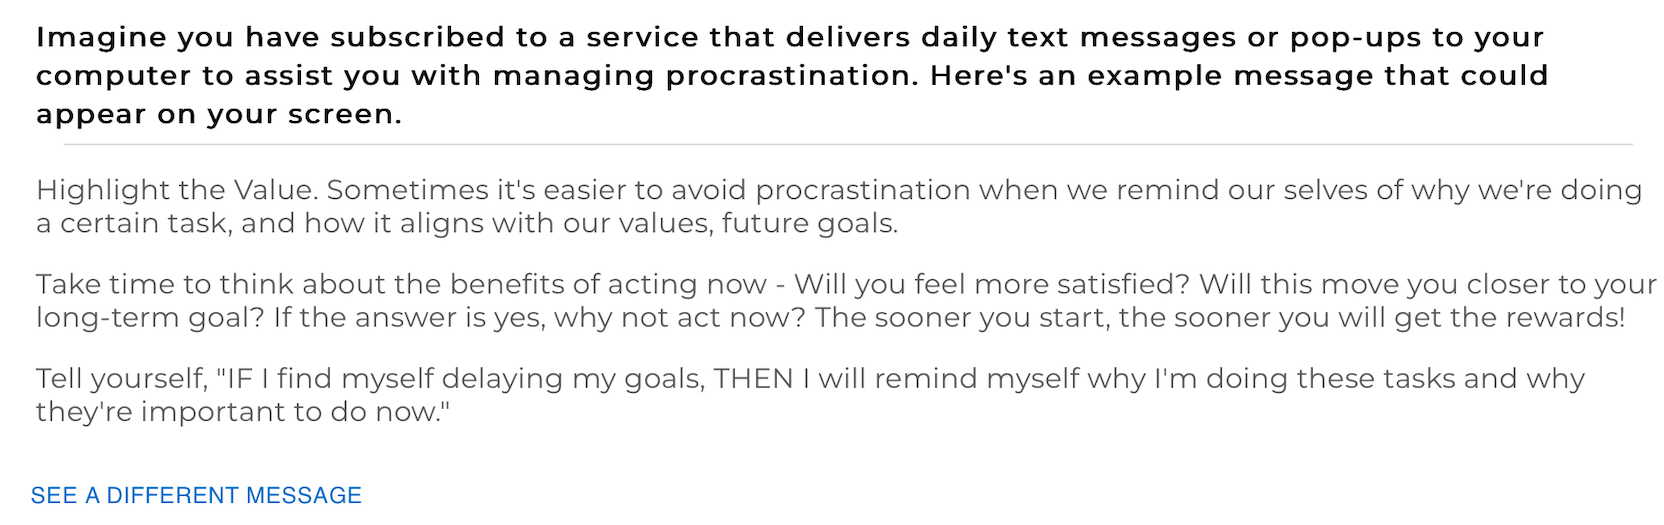 Imagine you have subscribed to a service that delivers daily text messages or pop-ups to your
computer to assist you with managing procrastination. Here's an example message that could
appear on your screen.
Highlight the Value. Sometimes it's easier to avoid procrastination when we remind our selves of why we're doing
a certain task, and how it aligns with our values, future goals.
Take time to think about the benefits of acting now - Will you feel more satisfied? Will this move you closer to your
long-term goal? If the answer is yes, why not act now? The sooner you start, the sooner you will get the rewards!
Tell yourself, "IF I find myself delaying my goals, THEN I will remind myself why I'm doing these tasks and why
they're important to do now."
SEE A DIFFERENT MESSAGE